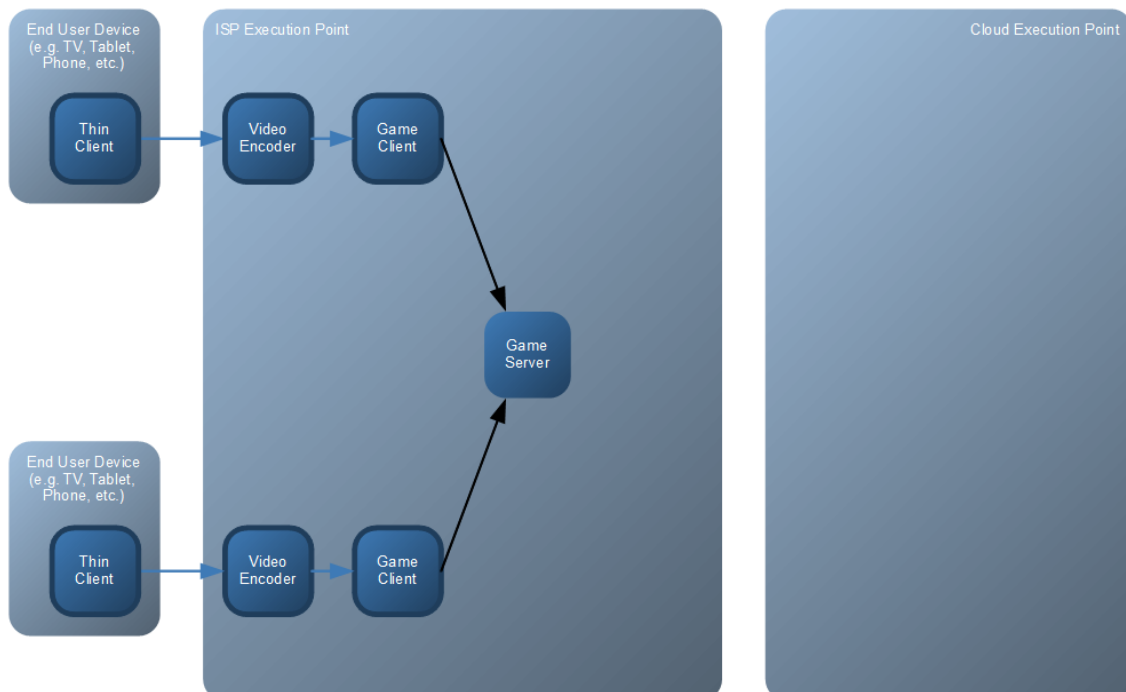 End User Device
(e.g. TV, Tablet,
Phone, etc.)
ISP Execution Point
Cloud Execution Point
Thin
Client
Video
Encoder
Game
Client
Game
Server
End User Device
(e.g. TV, Tablet,
Phone, etc.)
Thin
Client
Video
Encoder
Game
Client